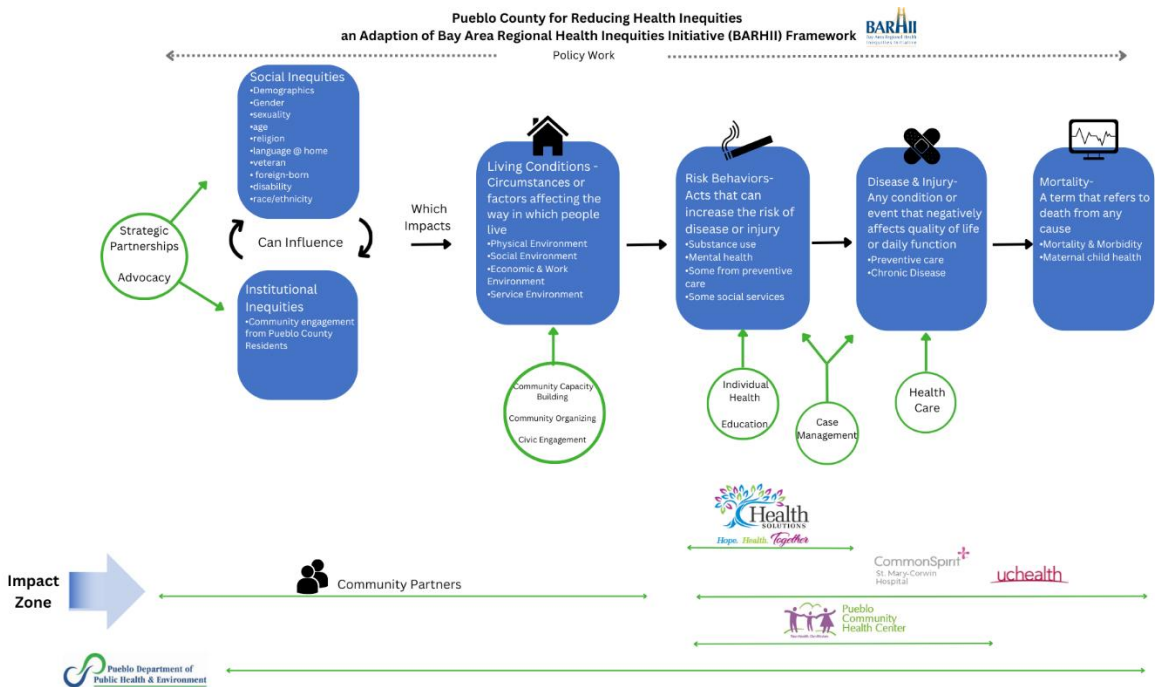 Pueblo County for Reducing Health Inequities
an Adaption of Bay Area Regional Health Inequities Initiative (BARHII) Framework
BARHII
Bay Area Regional Health
Inequities Initiative
Policy Work
Social Inequities
•Demographics
•Gender
•sexuality
•age
•religion
•language @ home
•veteran
• foreign-born
•disability
•race/ethnicity
Strategic
Partnerships
Advocacy
Can Influence
Institutional
Inequities
•Community engagement
from Pueblo County
Residents
Which
Impacts
Living Conditions -
Circumstances or
factors affecting the
way in which people
live
•Physical Environment
•Social Environment
•Economic & Work
Environment
•Service Environment
Risk Behaviors-
Acts that can
increase the risk of
disease or injury
•Substance use
•Mental health
•Some from preventive
care
•Some social services
Disease & Injury-
Any condition or
event that negatively
affects quality of life
or daily function
•Preventive care
•Chronic Disease
Mortality-
A term that refers to
death from any
cause
•Mortality & Morbidity
•Maternal child health
Community Capacity
Building
Community Organizing
Civic Engagement
Individual
Health
Education
Case
Management
Health
Care
Health
SOLUTIONS
Hope. Health. Together
CommonSpirit
St. Mary-Corwin
Hospital
uchealth
Impact
Zone
Community Partners
Pueblo
Community
Health Center
Pueblo Department of
Public Health & Environment